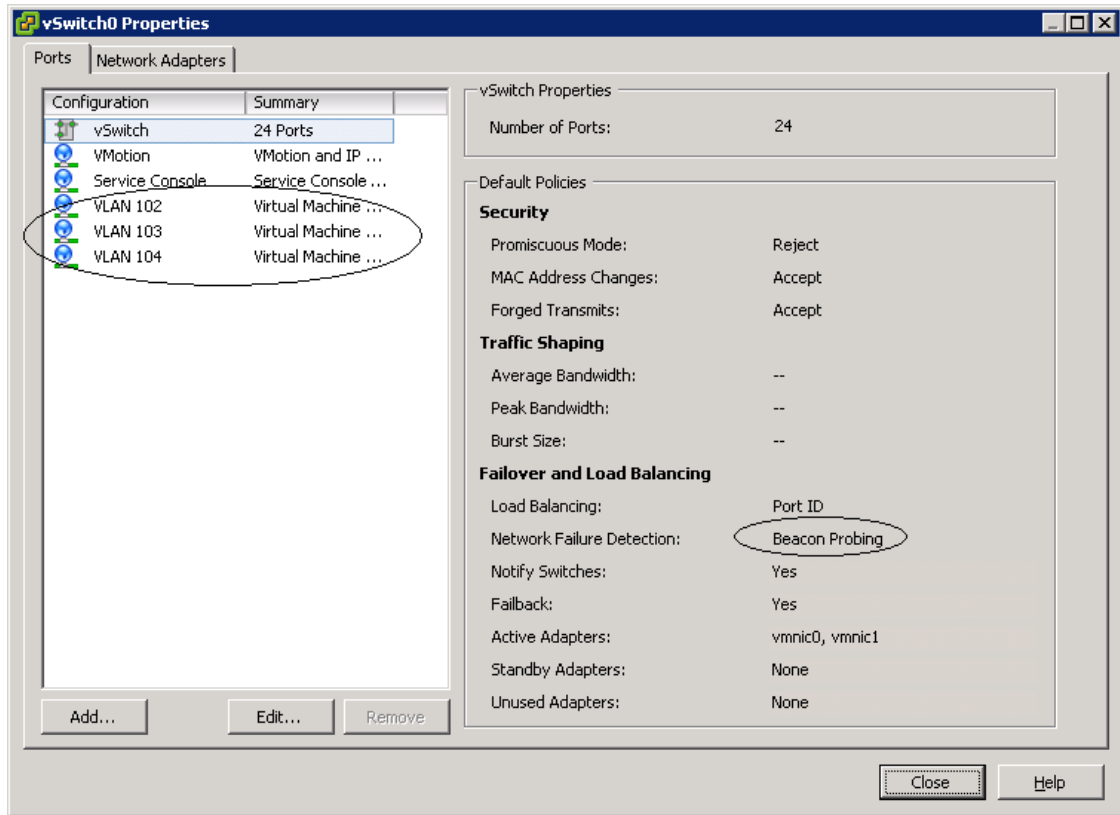 vSwitch0 Properties
Ports
Network Adapters
Configuration Summary
vSwitch 24 Ports
VMotion VMotion and IP ...
Service Console Service Console ...
VLAN 102 Virtual Machine ...
VLAN 103 Virtual Machine ...
VLAN 104 Virtual Machine ...
Add...
Edit...
Remove
vSwitch Properties
Number of Ports: 24
Default Policies
Security
Promiscuous Mode: Reject
MAC Address Changes: Accept
Forged Transmits: Accept
Traffic Shaping
Average Bandwidth: --
Peak Bandwidth: --
Burst Size: --
Failover and Load Balancing
Load Balancing: Port ID
Network Failure Detection: Beacon Probing
Notify Switches: Yes
Failback: Yes
Active Adapters: vmnic0, vmnic1
Standby Adapters: None
Unused Adapters: None
Close
Help